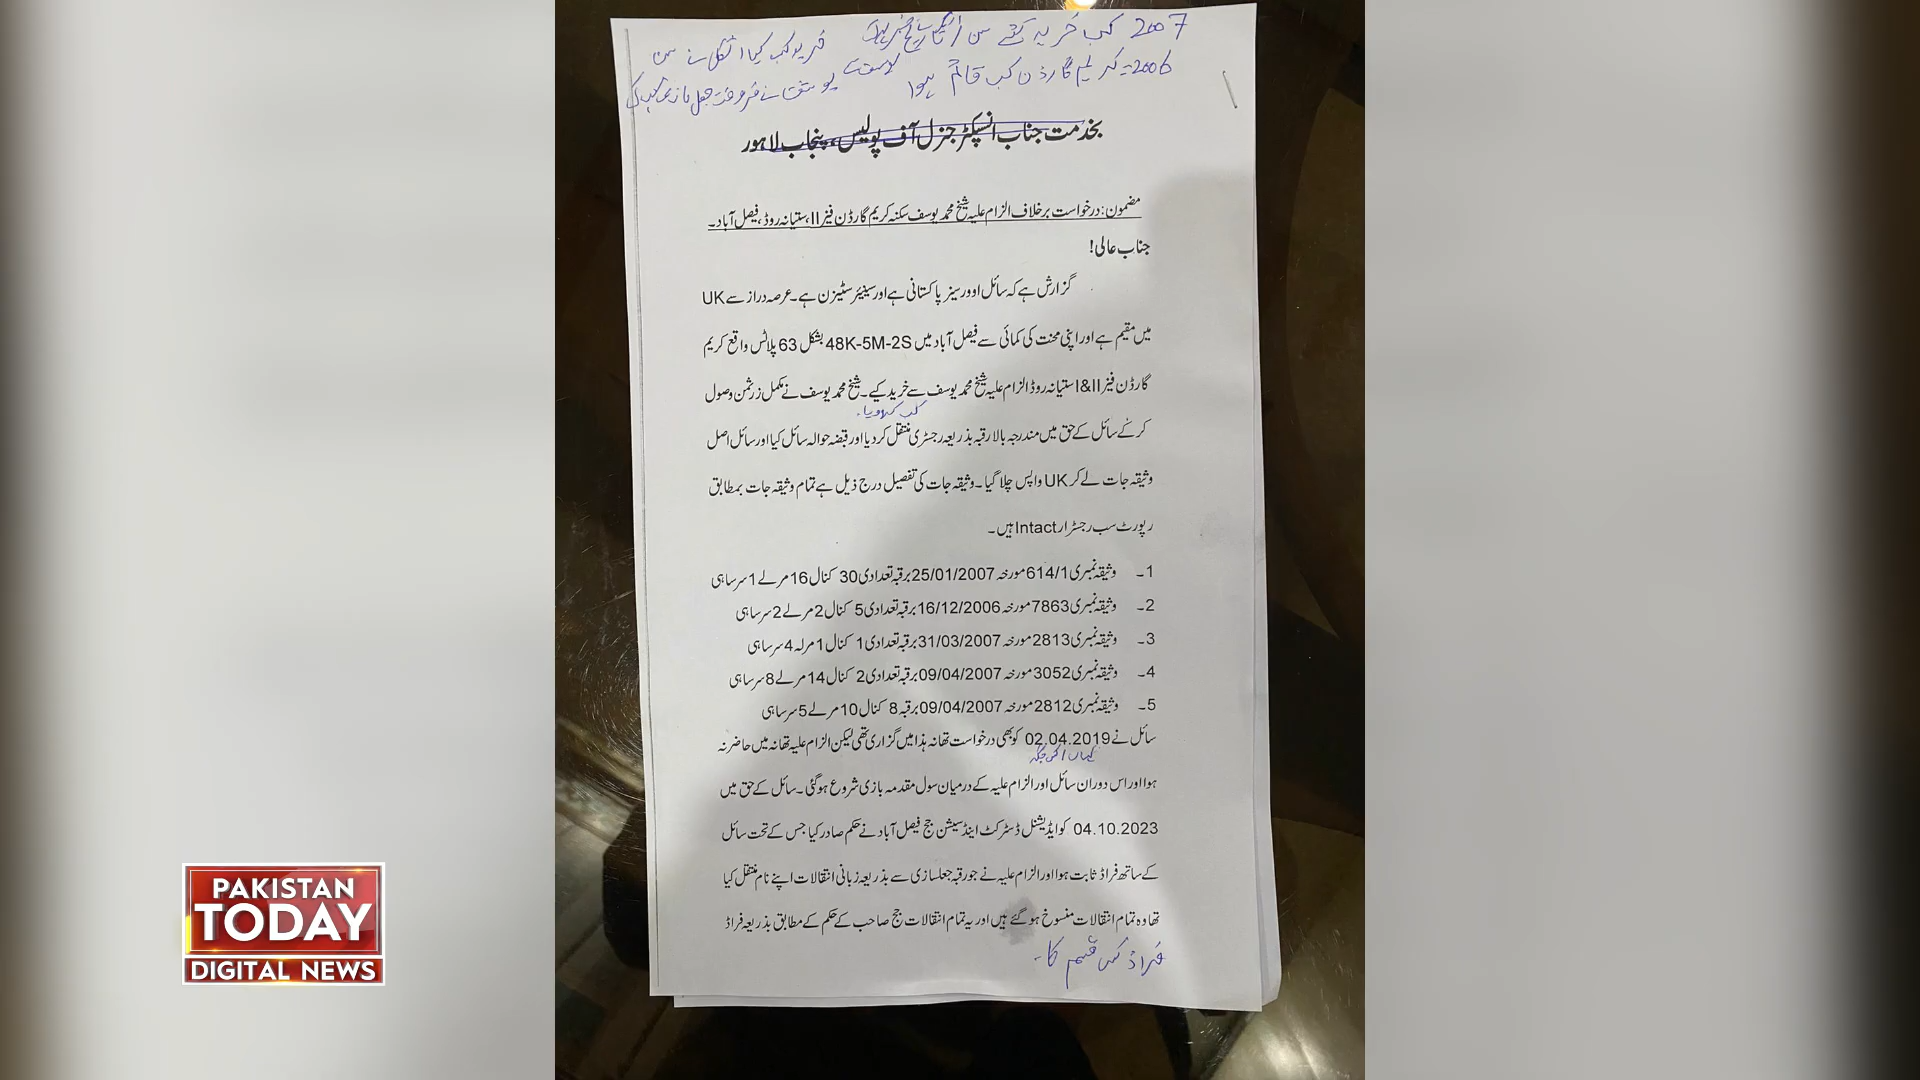 2007 کب خرید کئے سن
2006 - کریم گارڈن کب قائم ہوا
بخدمت جناب انسپکٹر جنرل آف پولیس، پنجاب لاہور
مضمون: درخواست برخلاف الزام علیہ شیخ محمد یوسف سکنہ کریم گارڈن فیز II، ستیانہ روڈ، فیصل آباد۔
جناب عالی!
گزارش ہے کہ سائل اوورسیز پاکستانی ہے اور سینیئر سٹیزن ہے۔ عرصہ دراز سے UK
میں مقیم ہے اور اپنی محنت کی کمائی سے فیصل آباد میں 48K-5M-2S بشکل 63 پلاٹس واقع کریم
گارڈن فیز I&II ستیانہ روڈ الزام علیہ شیخ محمد یوسف سے خرید کیے۔ شیخ محمد یوسف نے مکمل زرثمن وصول
کب کروایا۔
کر کے سائل کے حق میں مندرجہ بالا رقبہ بذریعہ رجسٹری منتقل کر دیا اور قبضہ حوالہ سائل کیا اور سائل اصل
وثیقہ جات لے کر UK واپس چلا گیا۔ وثیقہ جات کی تفصیل درج ذیل ہے تمام وثیقہ جات بمطابق
رپورٹ سب رجسٹرار Intact ہیں۔
1۔ وثیقہ نمبری 614/1 مورخہ 25/01/2007 برقبہ تعدادی 30 کنال 16 مرلے 1 سرساہی
2۔ وثیقہ نمبری 7863 مورخہ 16/12/2006 برقبہ تعدادی 5 کنال 2 مرلے 2 سرساہی
3۔ وثیقہ نمبری 2813 مورخہ 31/03/2007 برقبہ تعدادی 1 کنال 1 مرلہ 4 سرساہی
4۔ وثیقہ نمبری 3052 مورخہ 09/04/2007 برقبہ تعدادی 2 کنال 14 مرلے 8 سرساہی
5۔ وثیقہ نمبری 2812 مورخہ 09/04/2007 برقبہ 8 کنال 10 مرلے 5 سرساہی
سائل نے 02.04.2019 کو بھی درخواست تھانہ ہذا میں گزاری تھی لیکن الزام علیہ تھانہ میں حاضر نہ
ہوا اور اس دوران سائل اور الزام علیہ کے درمیان سول مقدمہ بازی شروع ہو گئی۔ سائل کے حق میں
04.10.2023 کو ایڈیشنل ڈسٹرکٹ اینڈ سیشن جج فیصل آباد نے حکم صادر کیا جس کے تحت سائل
کے ساتھ فراڈ ثابت ہوا اور الزام علیہ نے جو رقبہ جعلسازی سے بذریعہ زبانی انتقالات اپنے نام منتقل کیا
تھا وہ تمام انتقالات منسوخ ہو گئے ہیں اور یہ تمام انتقالات جج صاحب کے حکم کے مطابق بذریعہ فراڈ
فراڈ کس قسم کا۔
PAKISTAN
TODAY
DIGITAL NEWS